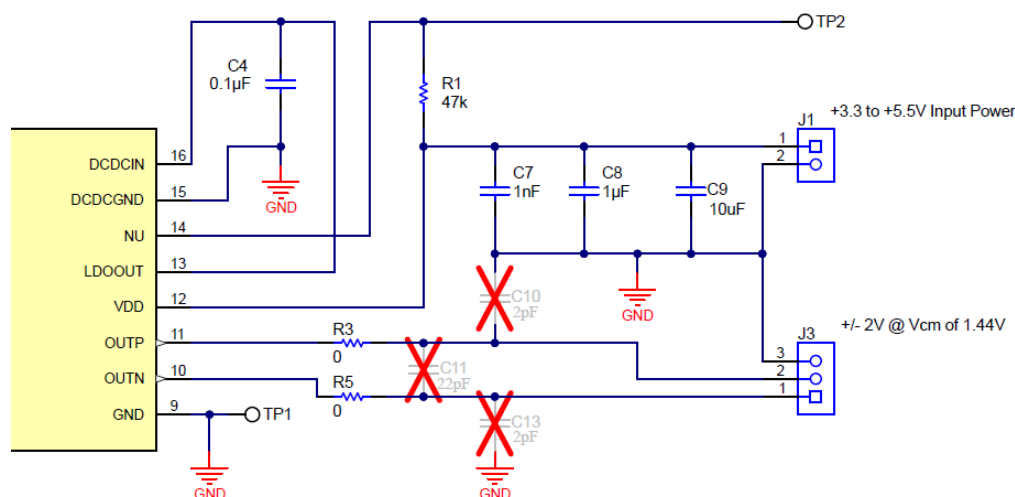 TP2
C4
0.1µF
R1
47k
J1
+3.3 to +5.5V Input Power
1
2
DCDCIN
16
DCDCGND
15
GND
NU
14
LDOOUT
13
VDD
12
C7
1nF
C8
1µF
C9
10uF
C10
2pF
GND
+/- 2V @ Vcm of 1.44V
OUTP
11
R3
0
J3
3
2
1
C11
22pF
OUTN
10
R5
0
GND
9
TP1
C13
2pF
GND
GND